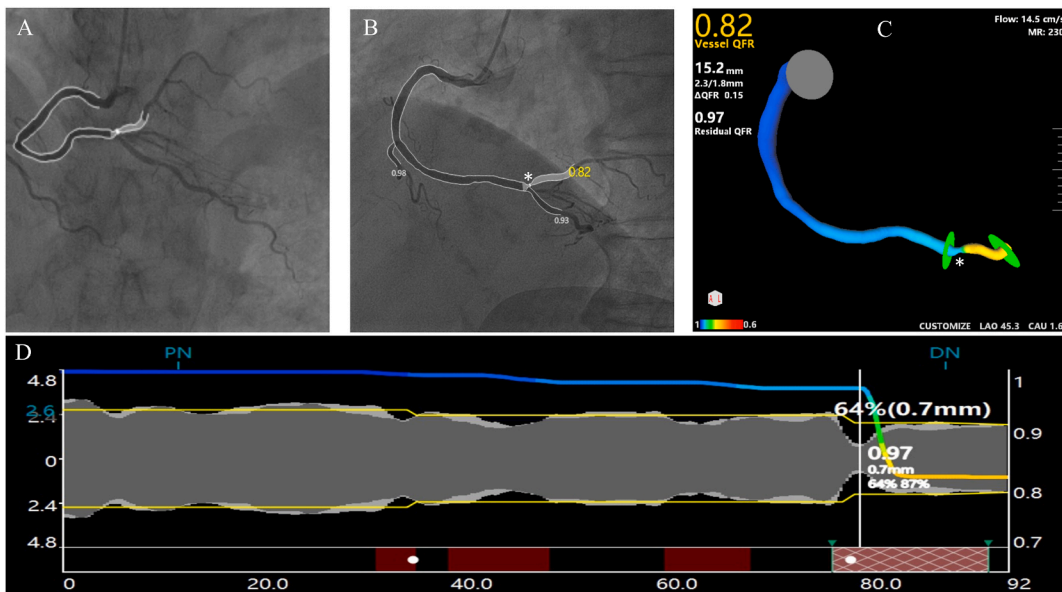 A
B
*
0.82
0.98
0.93
0.82
Vessel QFR
15.2 mm
2.3/1.8mm
ΔQFR 0.15
0.97
Residual QFR
C
Flow: 14.5 cm/s
MR: 230
*
A L
1
0.6
CUSTOMIZE LAO 45.3 CAU 1.6
D
PN
DN
4.8
2.6
2.4
0
2.4
4.8
64%(0.7mm)
0.97
0.7mm
64% 87%
1
0.9
0.8
0.7
0
20.0
40.0
60.0
80.0
92